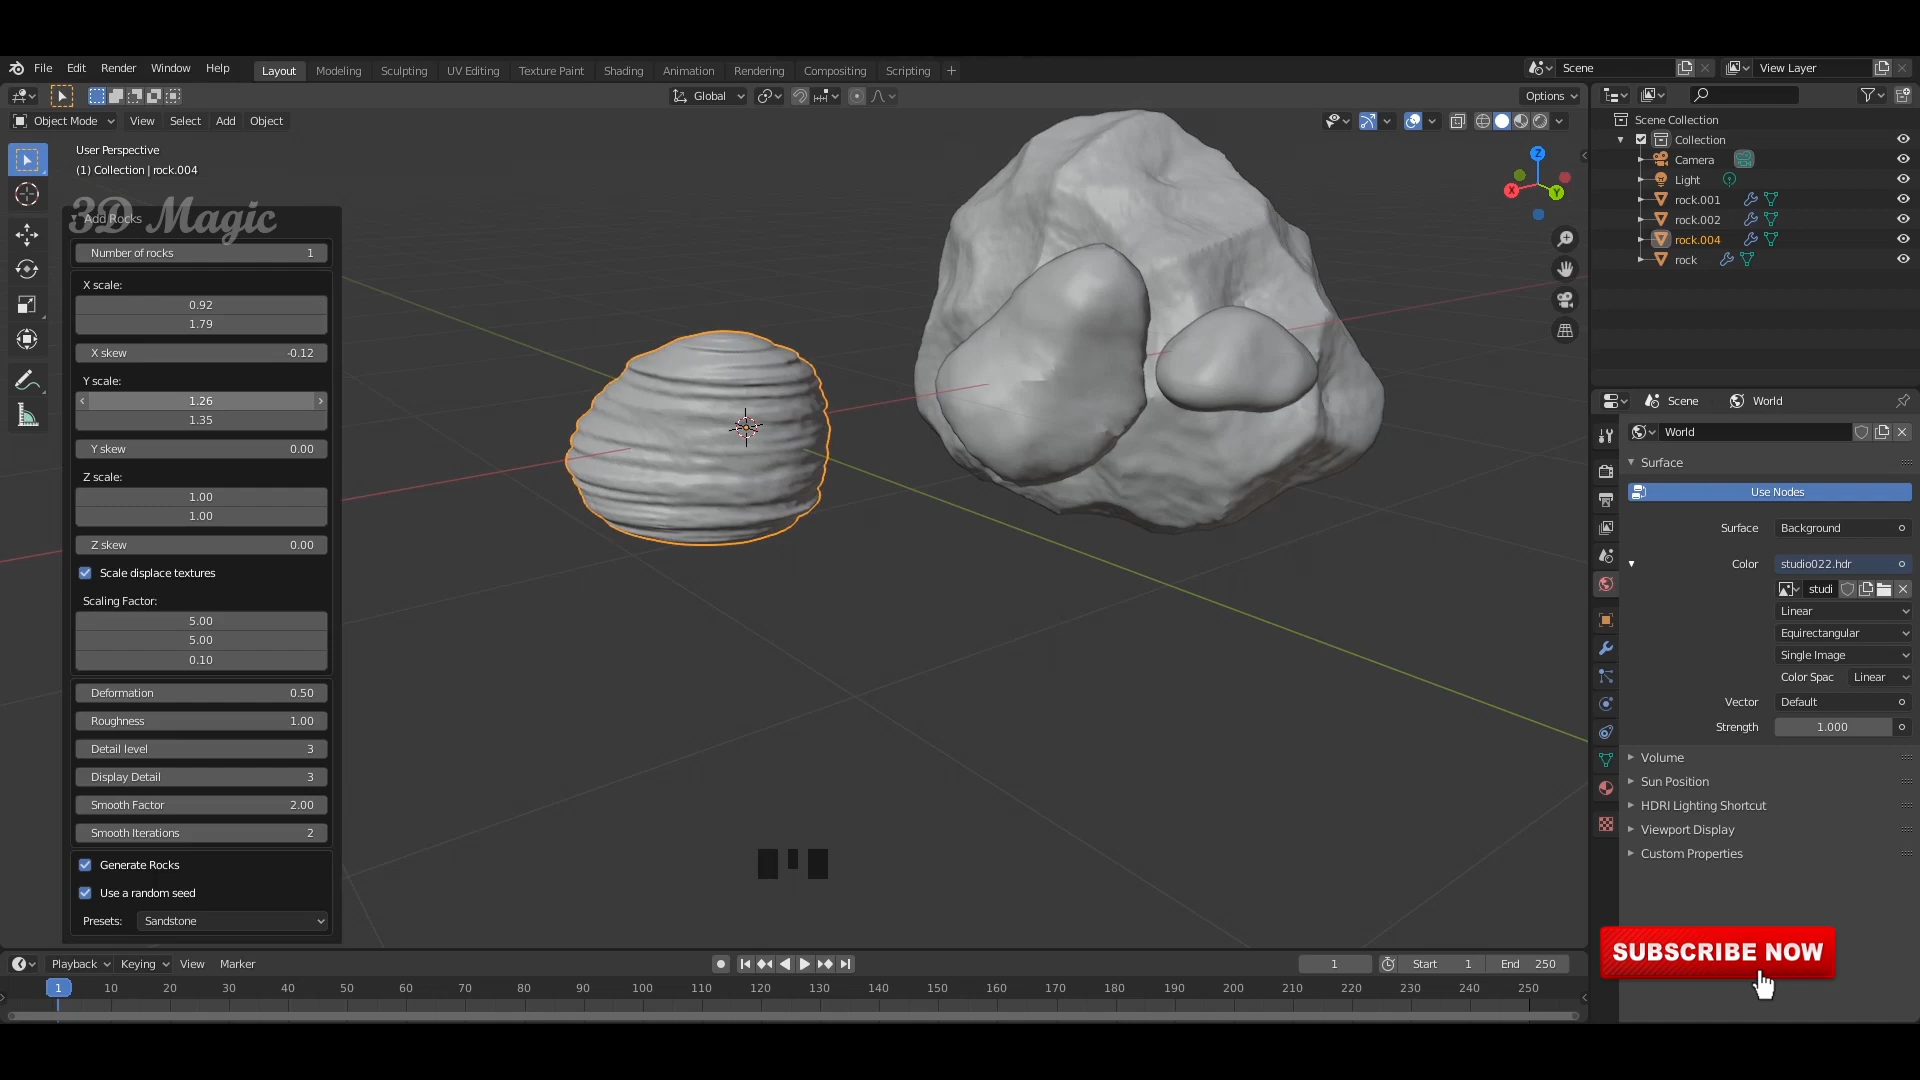 File Edit Render Window Help Layout Modeling Sculpting UV Editing Texture Paint Shading Animation Rendering Compositing Scripting + Scene View Layer
Global Options
Object Mode View Select Add Object
User Perspective
(1) Collection | rock.004
3D Magic
Add Rocks
Number of rocks 1
X scale:
0.92
1.79
X skew -0.12
Y scale:
1.26
1.35
Y skew 0.00
Z scale:
1.00
1.00
Z skew 0.00
Scale displace textures
Scaling Factor:
5.00
5.00
0.10
Deformation 0.50
Roughness 1.00
Detail level 3
Display Detail 3
Smooth Factor 2.00
Smooth Iterations 2
Generate Rocks
Use a random seed
Presets: Sandstone
Z
X
Y
Scene Collection
Collection
Camera
Light
rock.001
rock.002
rock.004
rock
Scene World
World
Surface
Use Nodes
Surface Background
Color studio022.hdr
studi
Linear
Equirectangular
Single Image
Color Spac Linear
Vector Default
Strength 1.000
Volume
Sun Position
HDRI Lighting Shortcut
Viewport Display
Custom Properties
SUBSCRIBE NOW
Playback Keying View Marker 1 Start 1 End 250
1 10 20 30 40 50 60 70 80 90 100 110 120 130 140 150 160 170 180 190 200 210 220 230 240 250